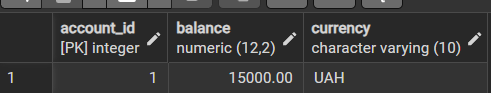 account_id balance currency
[PK] integer numeric (12,2) character varying (10)
1 1 15000.00 UAH